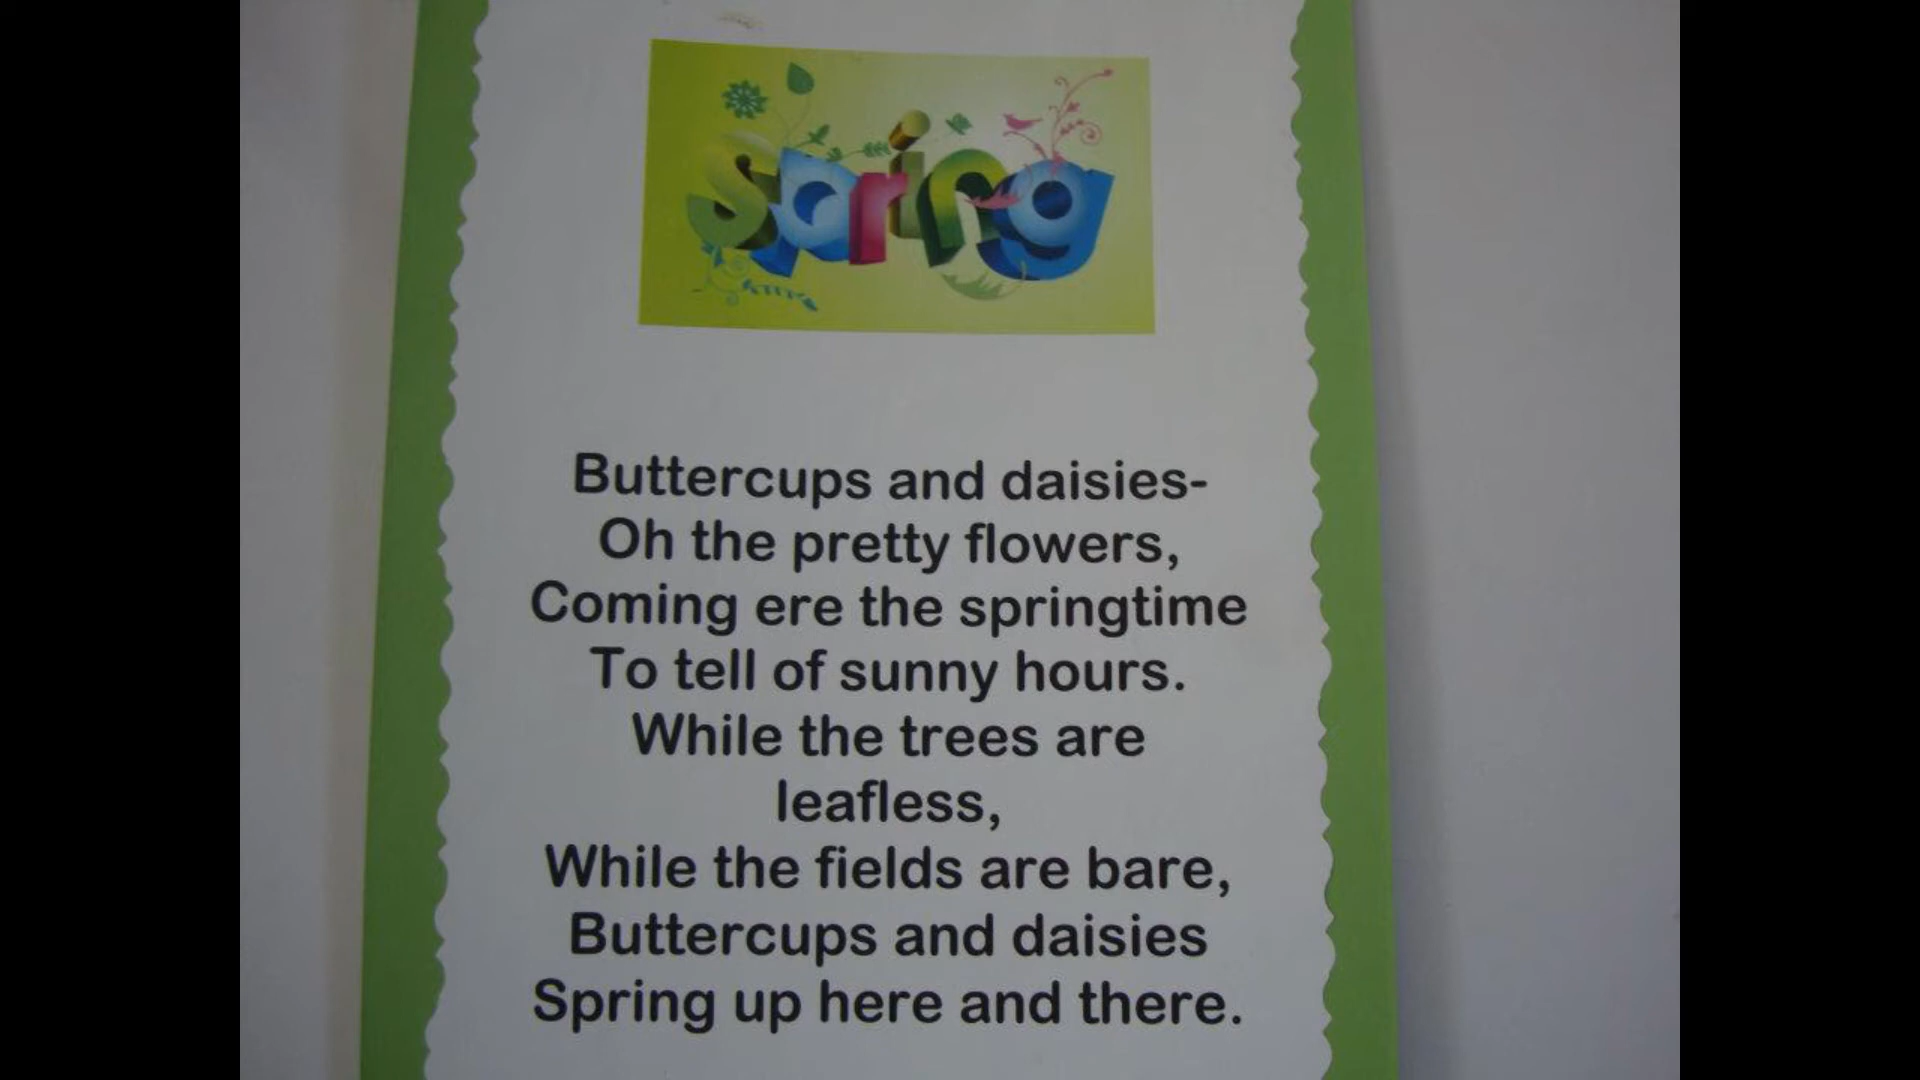 Spring
Buttercups and daisies-
Oh the pretty flowers,
Coming ere the springtime
To tell of sunny hours.
While the trees are
leafless,
While the fields are bare,
Buttercups and daisies
Spring up here and there.